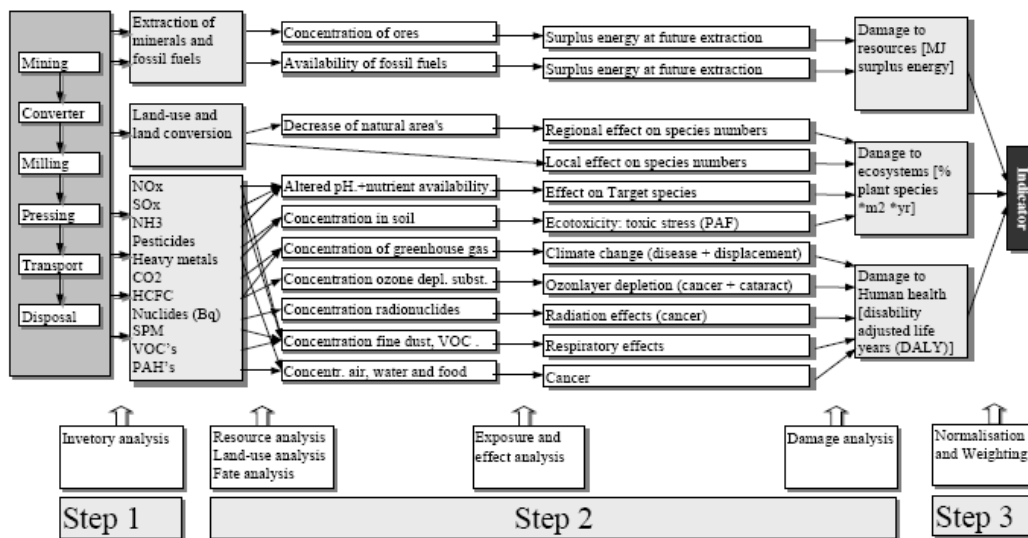 Mining
Converter
Milling
Pressing
Transport
Disposal
Extraction of
minerals and
fossil fuels
Land-use and
land conversion
NOx
SOx
NH3
Pesticides
Heavy metals
CO2
HCFC
Nuclides (Bq)
SPM
VOC's
PAH's
Concentration of ores
Availability of fossil fuels
Decrease of natural area's
Altered pH.+nutrient availability.
Concentration in soil
Concentration of greenhouse gas
Concentration ozone depl. subst.
Concentration radionuclides
Concentration fine dust, VOC .
Concentr. air, water and food
Surplus energy at future extraction
Surplus energy at future extraction
Regional effect on species numbers
Local effect on species numbers
Effect on Target species
Ecotoxicity: toxic stress (PAF)
Climate change (disease + displacement)
Ozonlayer depletion (cancer + cataract)
Radiation effects (cancer)
Respiratory effects
Cancer
Damage to
resources [MJ
surplus energy]
Danage to
ecosystems [%
plant species
*m2 *yr]
Damage to
Human health
[disability
adjusted life
years (DALY)]
Indicator
Invetory analysis
Resource analysis
Land-use analysis
Fate analysis
Exposure and
effect analysis
Damage analysis
Normalisation
and Weighting
Step 1
Step 2
Step 3